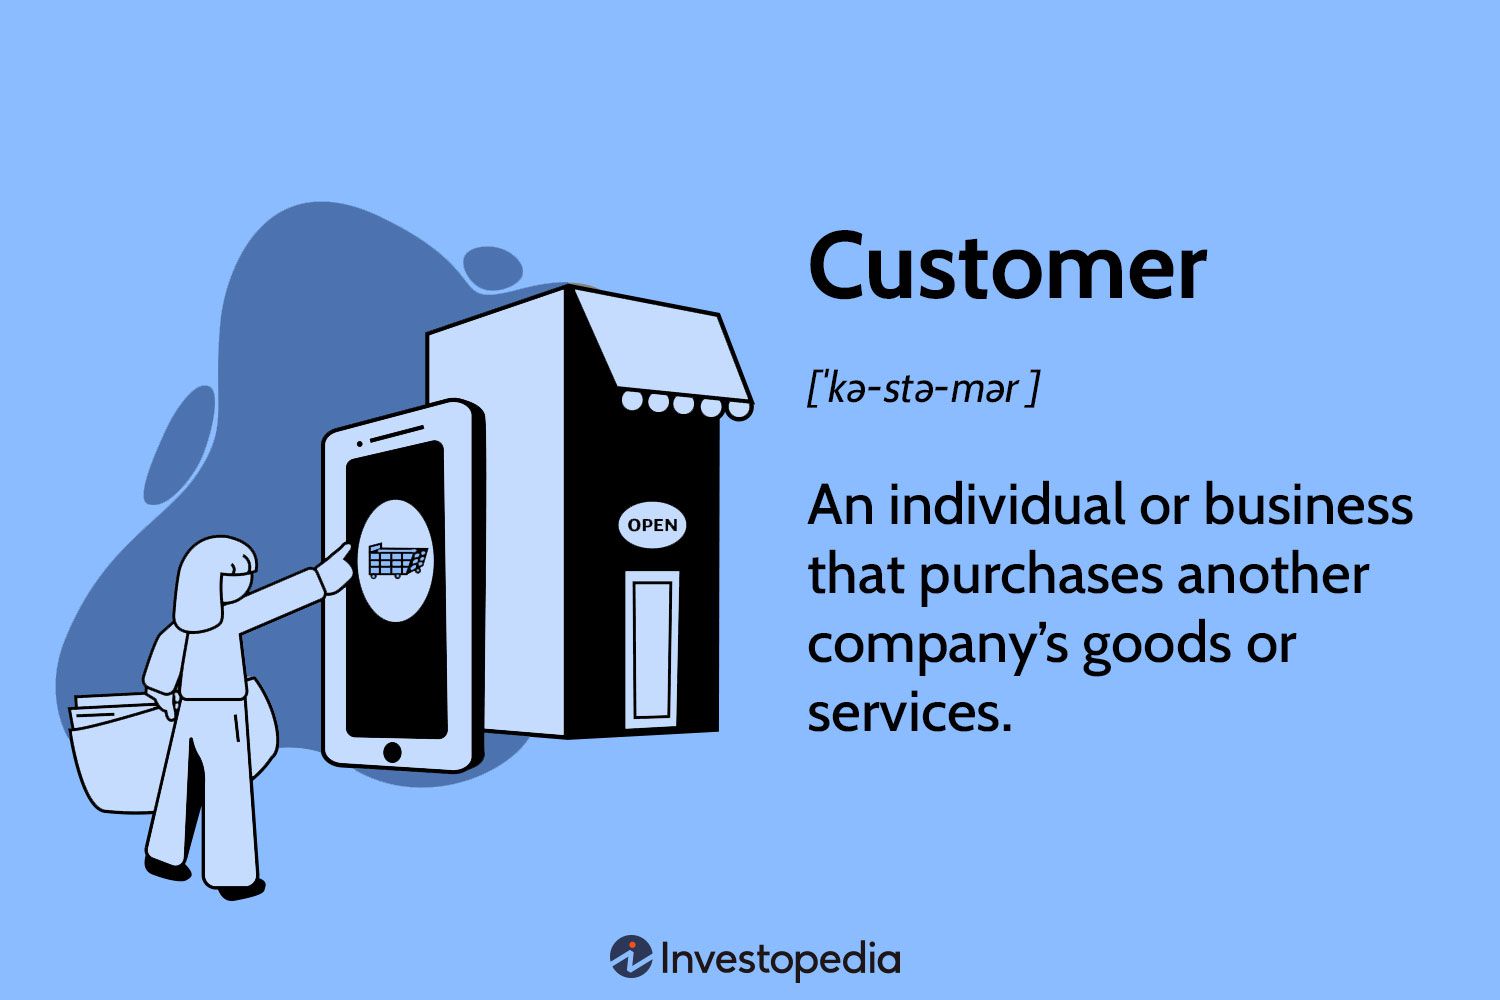 Customer
[ˈkə-stə-mər ]
An individual or business
that purchases another
company’s goods or
services.
OPEN
Investopedia